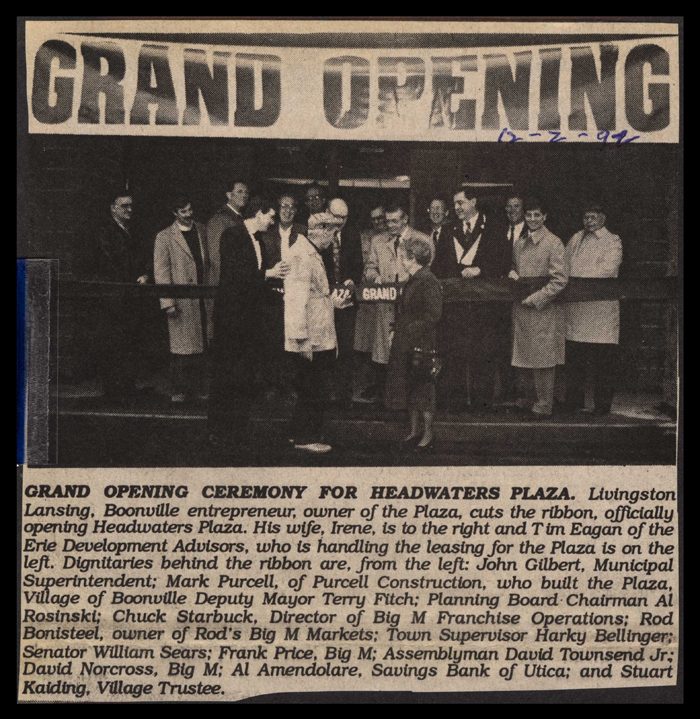 GRAND OPENING
12-2-92
AZA GRAND
GRAND OPENING CEREMONY FOR HEADWATERS PLAZA. Livingston
Lansing, Boonville entrepreneur, owner of the Plaza, cuts the ribbon, officially
opening Headwaters Plaza. His wife, Irene, is to the right and Tim Eagan of the
Erie Development Advisors, who is handling the leasing for the Plaza is on the
left. Dignitaries behind the ribbon are, from the left: John Gilbert, Municipal
Superintendent; Mark Purcell, of Purcell Construction, who built the Plaza,
Village of Boonville Deputy Mayor Terry Fitch; Planning Board Chairman Al
Rosinski; Chuck Starbuck, Director of Big M Franchise Operations; Rod
Bonisteel, owner of Rod's Big M Markets; Town Supervisor Harky Bellinger;
Senator William Sears; Frank Price, Big M; Assemblyman David Townsend Jr;
David Norcross, Big M; Al Amendolare, Savings Bank of Utica; and Stuart
Kaiding, Village Trustee.